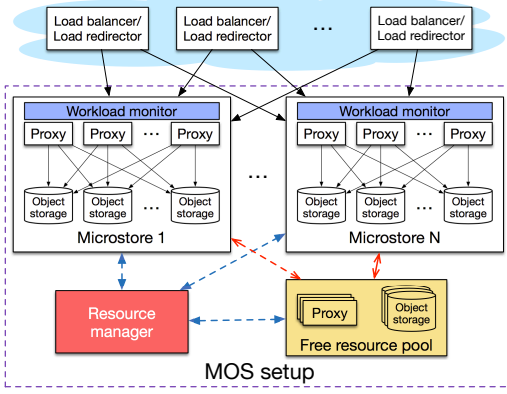 Load balancer/
Load redirector
Load balancer/
Load redirector
...
Load balancer/
Load redirector
Workload monitor
Proxy
Proxy
...
Proxy
Object
storage
Object
storage
...
Object
storage
Microstore 1
...
Workload monitor
Proxy
Proxy
...
Proxy
Object
storage
Object
storage
...
Object
storage
Microstore N
Resource
manager
Proxy
Object
storage
Free resource pool
MOS setup